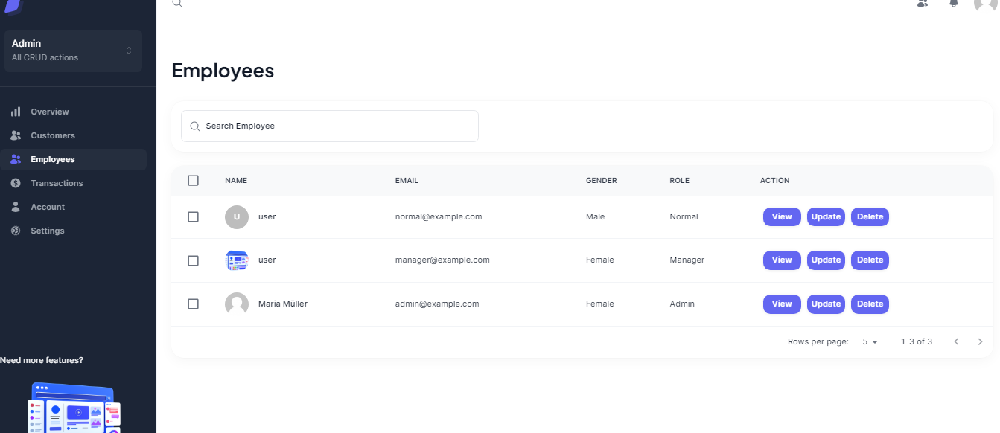 Admin
All CRUD actions
Overview
Customers
Employees
Transactions
Account
Settings
Need more features?
Employees
Search Employee
NAME EMAIL GENDER ROLE ACTION
U user normal@example.com Male Normal View Update Delete
user manager@example.com Female Manager View Update Delete
Maria Müller admin@example.com Female Admin View Update Delete
Rows per page: 5 1–3 of 3